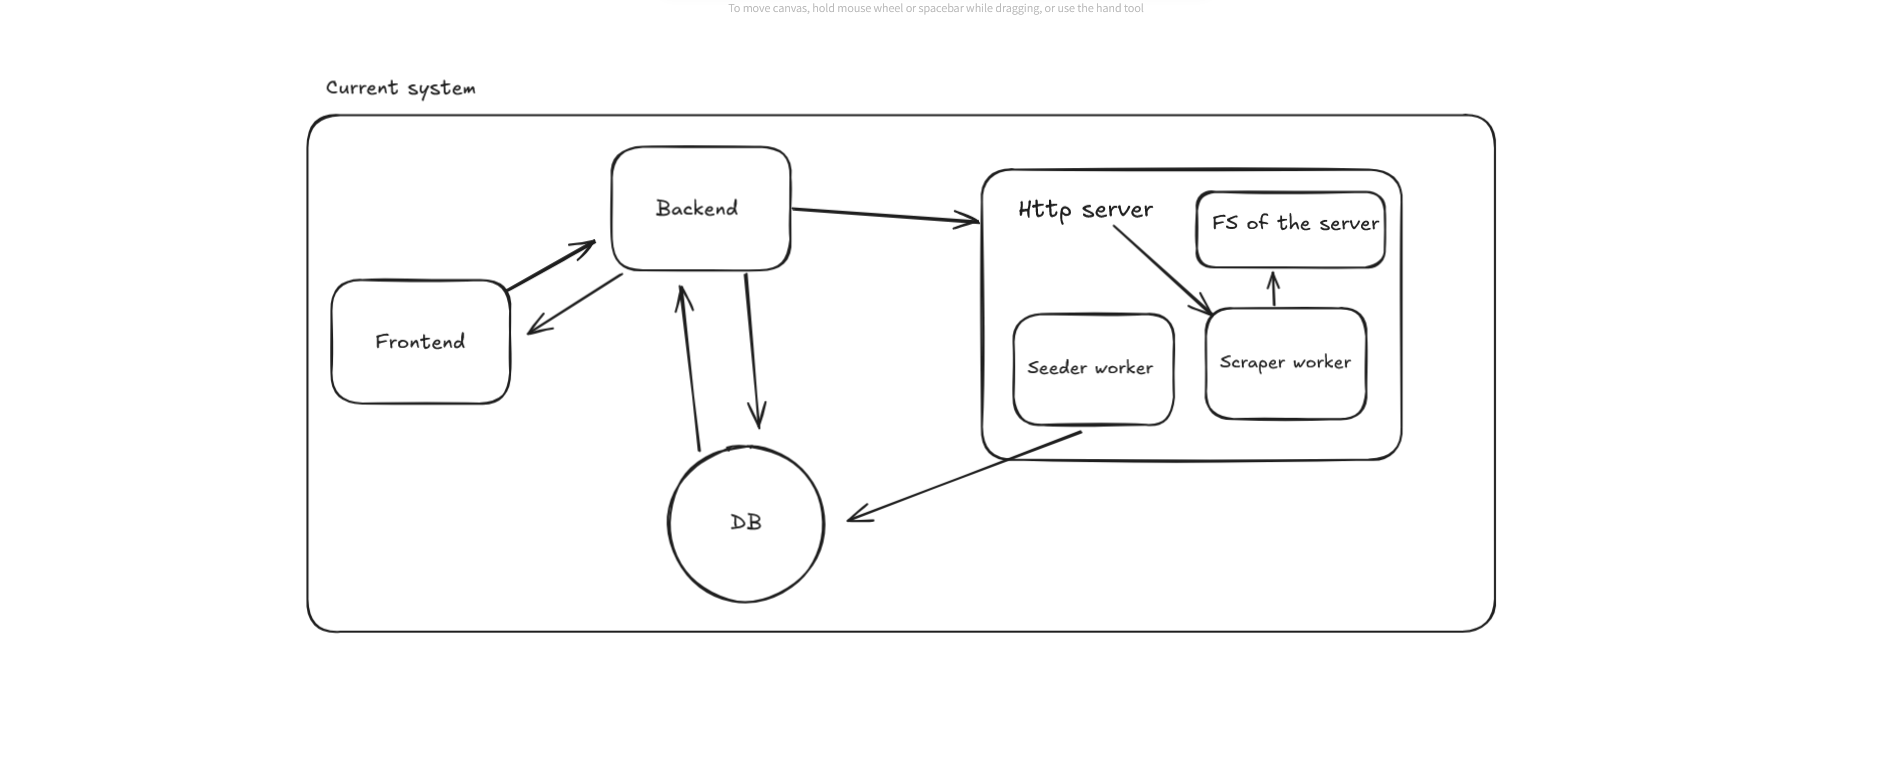 To move canvas, hold mouse wheel or spacebar while dragging, or use the hand tool
Current system
Backend
Http server
FS of the server
Frontend
Seeder worker
Scraper worker
DB